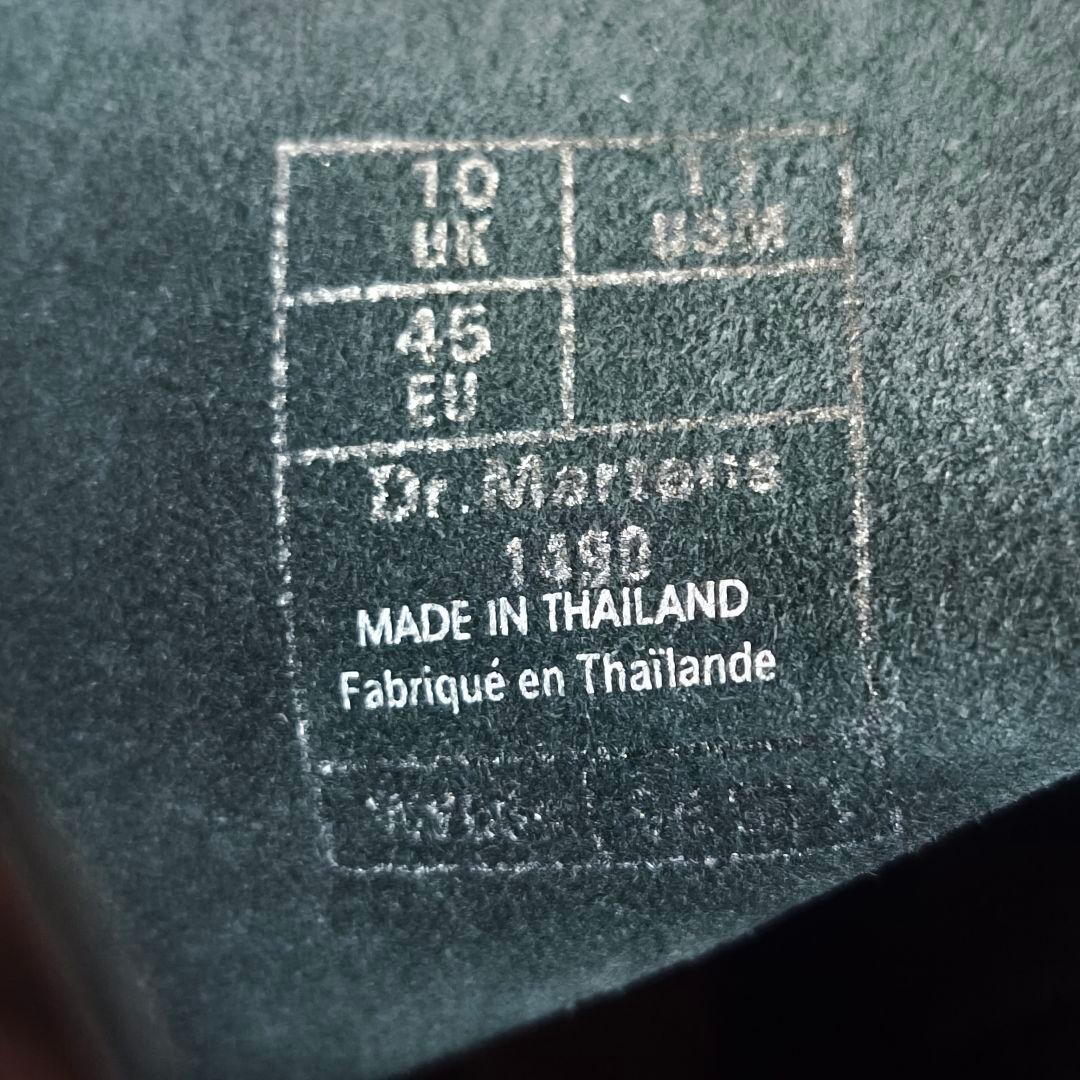 10 11
UK USM
45
EU
Dr. Martens
1490
MADE IN THAILAND
Fabriqué en Thaïlande